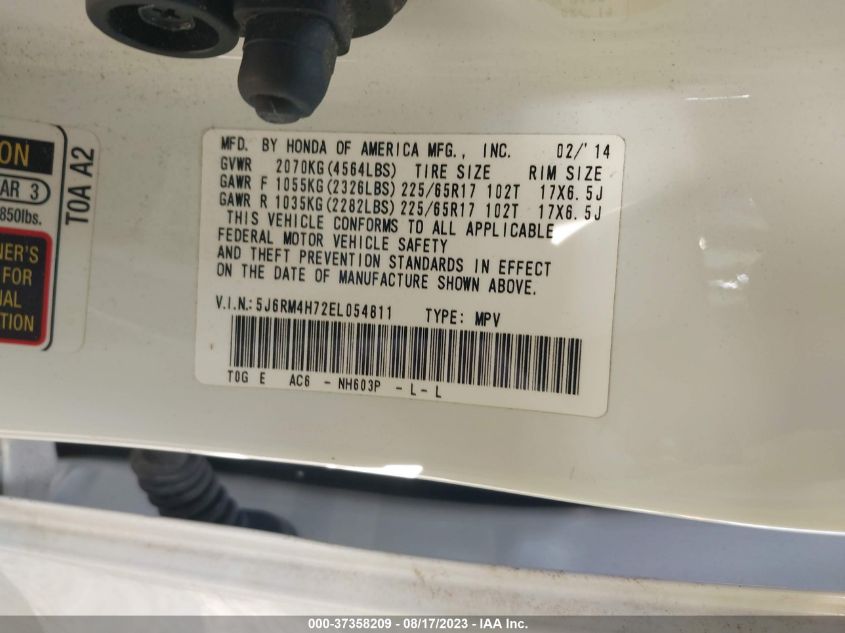 MFD. BY HONDA OF AMERICA MFG., INC. 02/'14
GVWR 2070KG(4564LBS) TIRE SIZE RIM SIZE
GAWR F 1055KG(2326LBS) 225/65R17 102T 17X6.5J
GAWR R 1035KG(2282LBS) 225/65R17 102T 17X6.5J
THIS VEHICLE CONFORMS TO ALL APPLICABLE
FEDERAL MOTOR VEHICLE SAFETY
AND THEFT PREVENTION STANDARDS IN EFFECT
ON THE DATE OF MANUFACTURE SHOWN ABOVE.
V.I.N.: 5J6RM4H72EL054811 TYPE: MPV
T0G E AC6 - NH603P - L - L
ON
AR 3
850lbs.
NER'S
FOR
NAL
TION
T0A A2
000-37358209 - 08/17/2023 - IAA Inc.